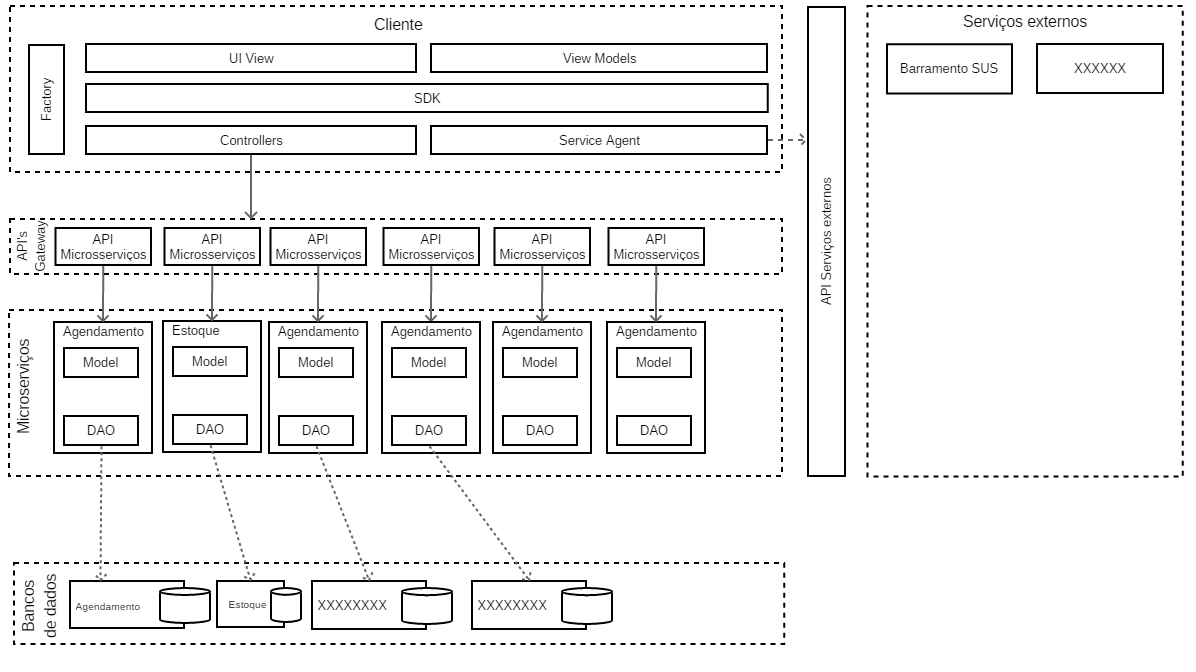 Cliente
Serviços externos
Factory
UI View
View Models
Barramento SUS
XXXXXX
SDK
Controllers
Service Agent
API Serviços externos
API's
Gateway
API
Microsserviços
API
Microsserviços
API
Microsserviços
API
Microsserviços
API
Microsserviços
API
Microsserviços
Microserviços
Agendamento
Model
DAO
Estoque
Model
DAO
Agendamento
Model
DAO
Agendamento
Model
DAO
Agendamento
Model
DAO
Agendamento
Model
DAO
Bancos
de dados
Agendamento
Estoque
XXXXXXXX
XXXXXXXX